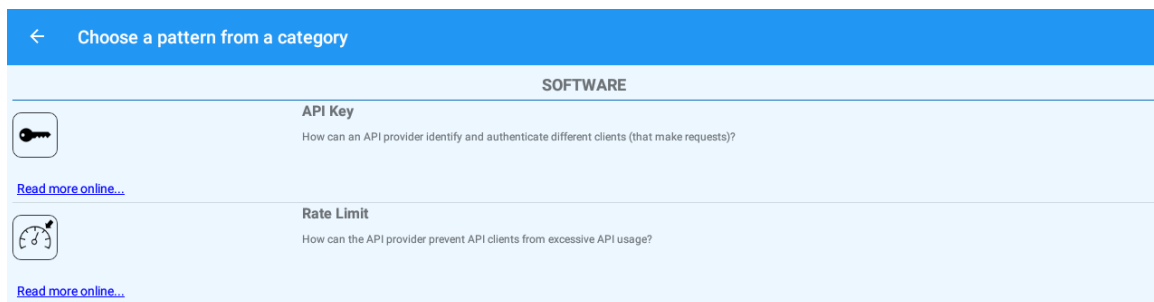 Choose a pattern from a category
SOFTWARE
API Key
How can an API provider identify and authenticate different clients (that make requests)?
Read more online...
Rate Limit
How can the API provider prevent API clients from excessive API usage?
Read more online...